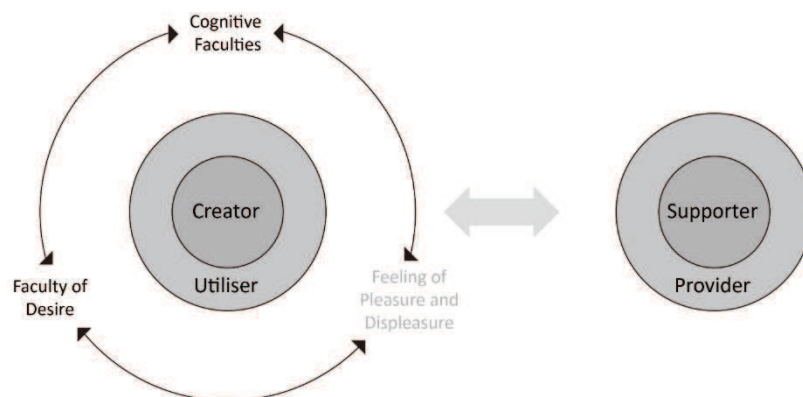 Cognitive
Faculties
Creator
Supporter
Utiliser
Provider
Faculty of
Desire
Feeling of
Pleasure and
Displeasure